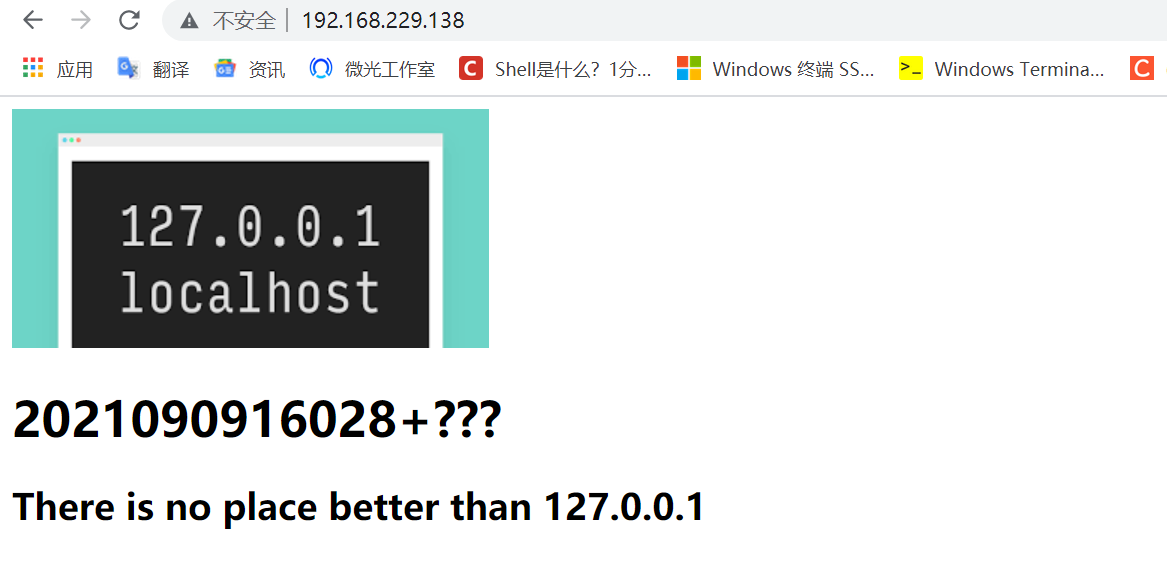 不安全 192.168.229.138
应用 翻译 资讯 微光工作室 Shell是什么？1分... Windows 终端 SS... Windows Termina...
127.0.0.1
localhost
2021090916028+???
There is no place better than 127.0.0.1